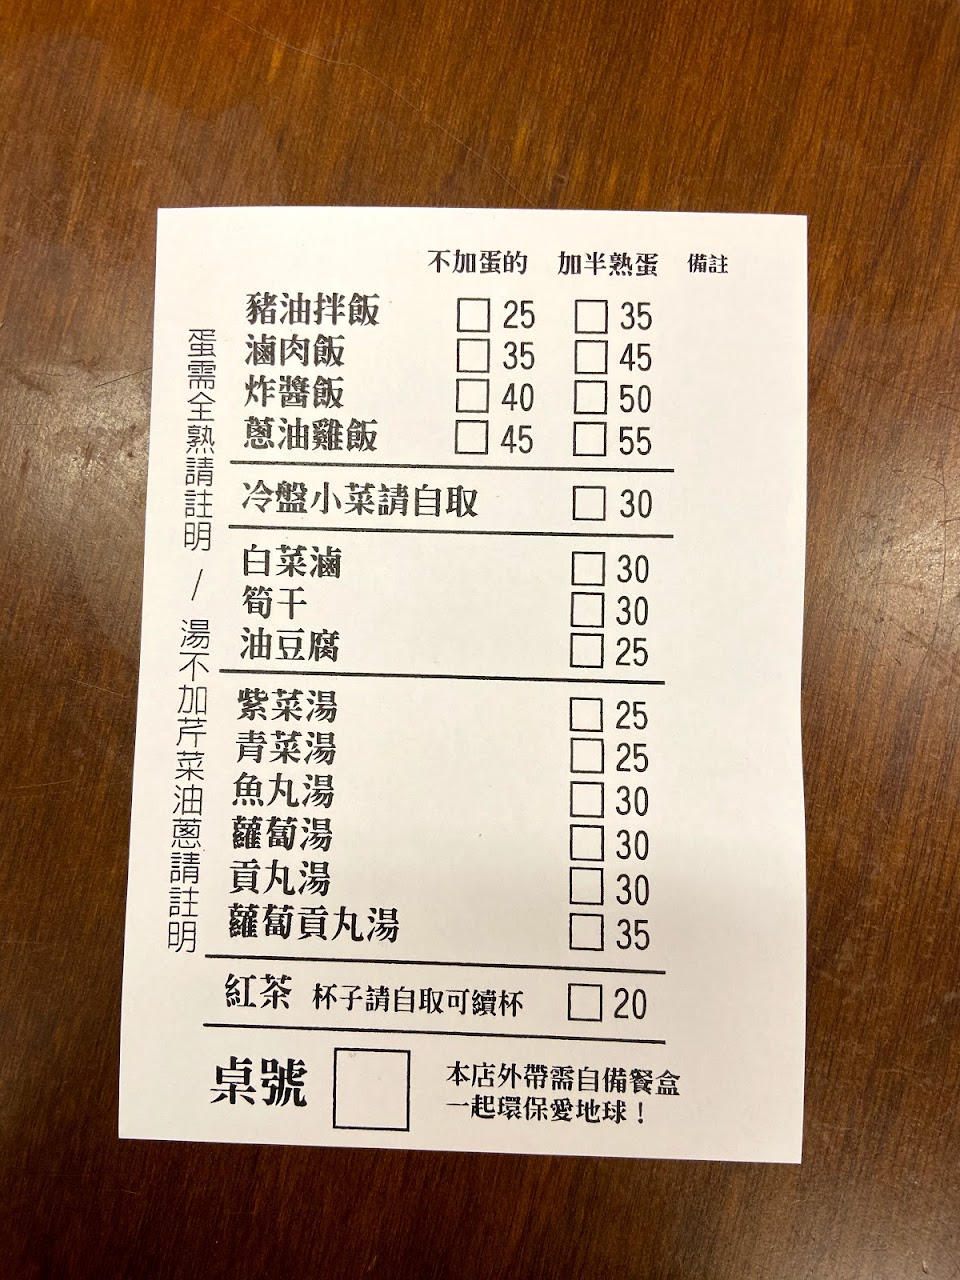 不加蛋的 加半熟蛋 備註
豬油拌飯 □ 25 □ 35
滷肉飯 □ 35 □ 45
炸醬飯 □ 40 □ 50
蔥油雞飯 □ 45 □ 55
冷盤小菜請自取 □ 30
白菜滷 □ 30
筍干 □ 30
油豆腐 □ 25
紫菜湯 □ 25
青菜湯 □ 25
魚丸湯 □ 30
蘿蔔湯 □ 30
貢丸湯 □ 30
蘿蔔貢丸湯 □ 35
紅茶 杯子請自取可續杯 □ 20
桌號 □
本店外帶需自備餐盒
一起環保愛地球！
蛋需全熟請註明 / 湯不加芹菜油蔥請註明